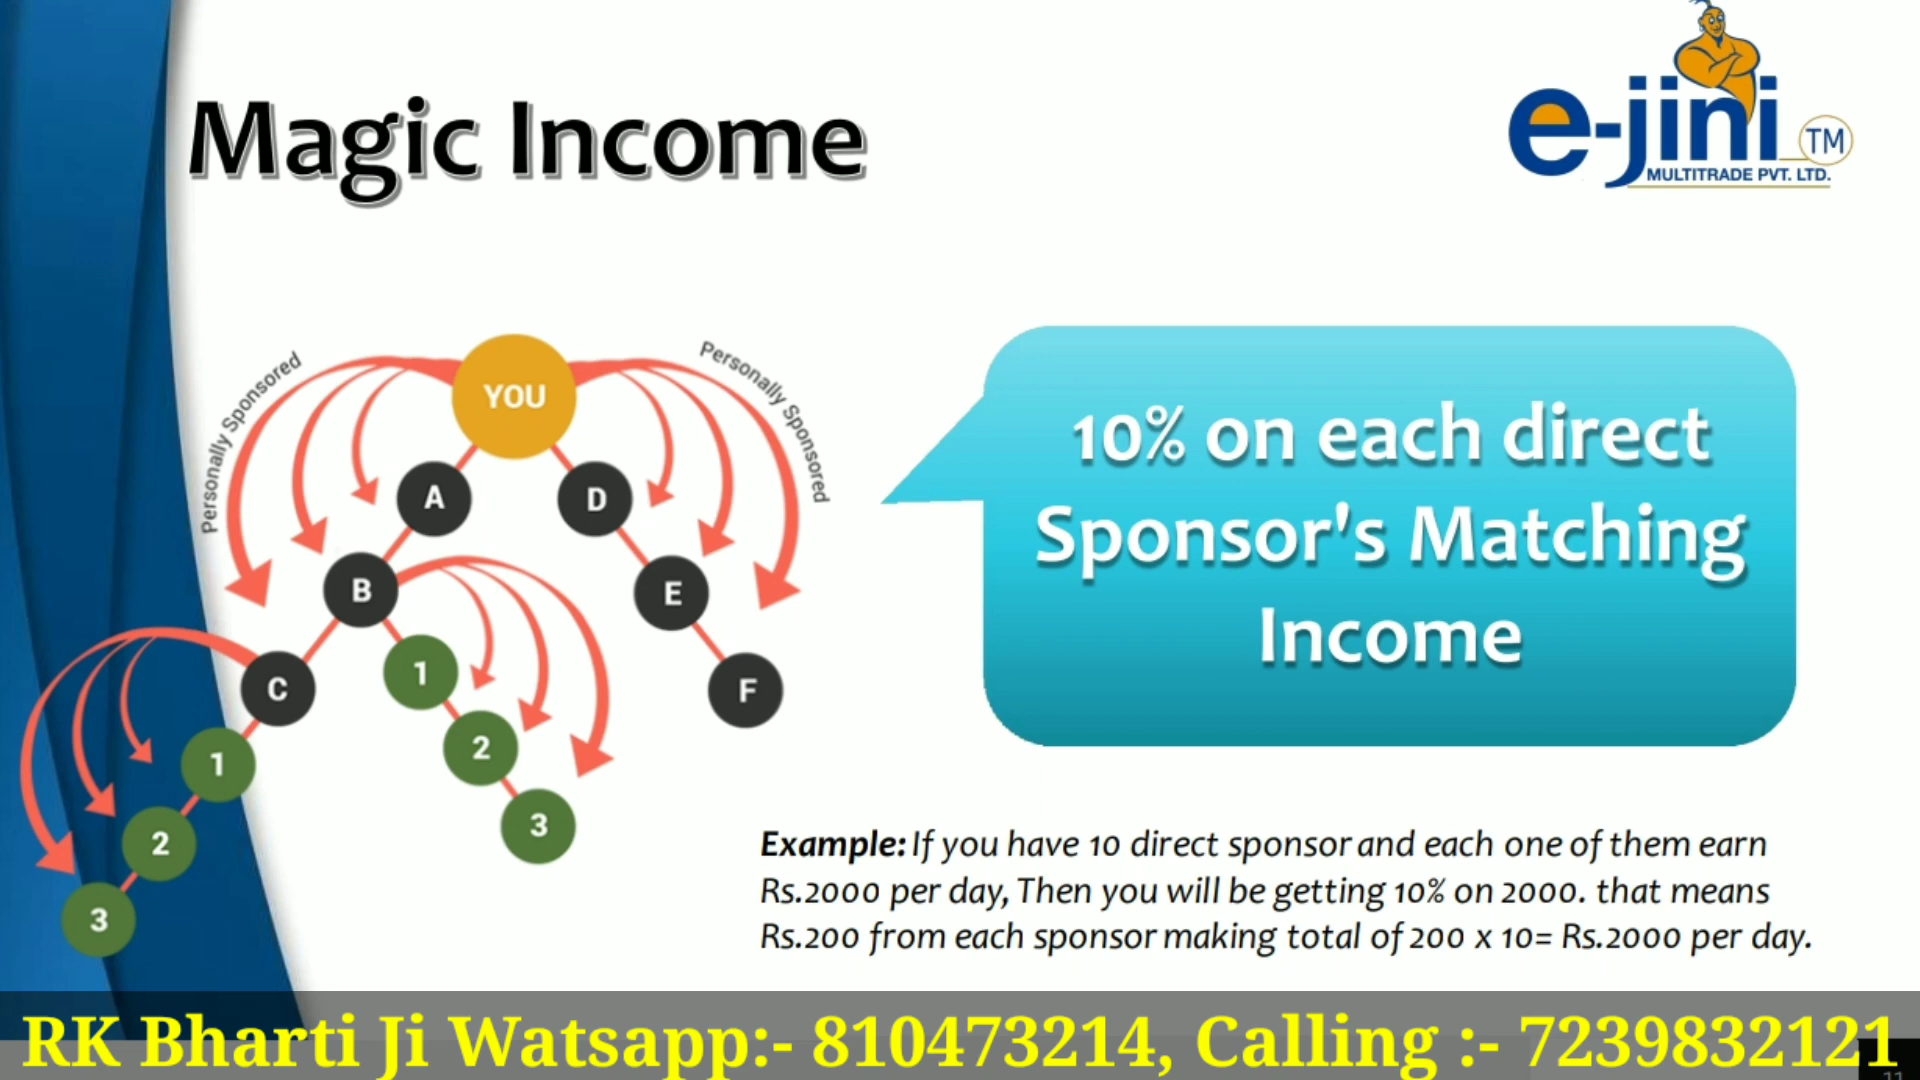 Magic Income
e-jini
TM
MULTITRADE PVT. LTD.
Personally Sponsored
Personally Sponsored
YOU
A
D
B
E
C
1
F
1
2
2
3
3
10% on each direct
Sponsor's Matching
Income
Example: If you have 10 direct sponsor and each one of them earn
Rs.2000 per day, Then you will be getting 10% on 2000. that means
Rs.200 from each sponsor making total of 200 x 10= Rs.2000 per day.
RK Bharti Ji Watsapp:- 810473214, Calling :- 7239832121
11